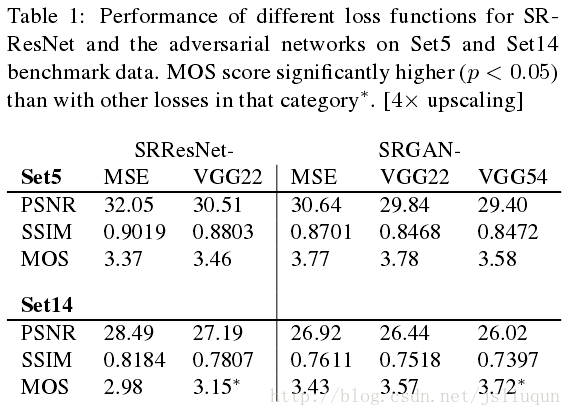 Table 1: Performance of different loss functions for SR-
ResNet and the adversarial networks on Set5 and Set14
benchmark data. MOS score significantly higher (p < 0.05)
than with other losses in that category*. [4× upscaling]
SRResNet- SRGAN-
Set5 MSE VGG22 MSE VGG22 VGG54
PSNR 32.05 30.51 30.64 29.84 29.40
SSIM 0.9019 0.8803 0.8701 0.8468 0.8472
MOS 3.37 3.46 3.77 3.78 3.58
Set14
PSNR 28.49 27.19 26.92 26.44 26.02
SSIM 0.8184 0.7807 0.7611 0.7518 0.7397
MOS 2.98 3.15* 3.43 3.57 3.72*
http://blog.csdn.net/jsliuqun